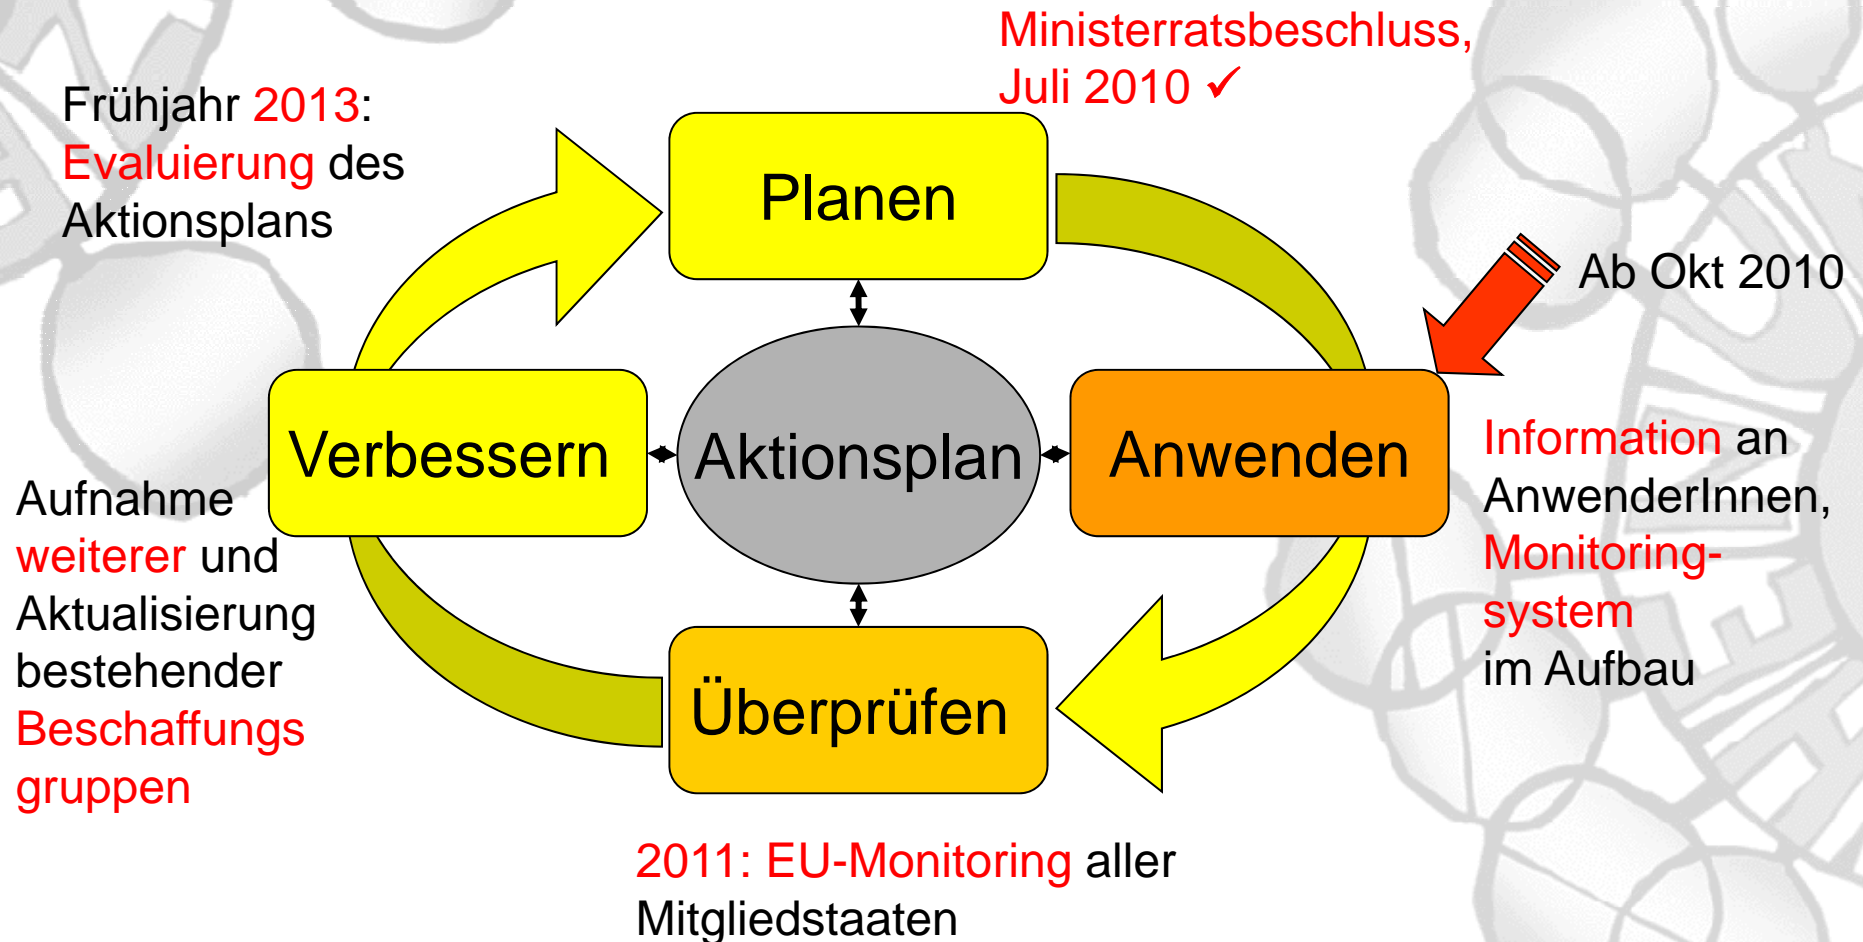 Ministerratsbeschluss,
Juli 2010 ✓
Frühjahr 2013:
Evaluierung des
Aktionsplans
Planen
Ab Okt 2010
Verbessern
Aktionsplan
Anwenden
Information an
AnwenderInnen,
Monitoring-
system
im Aufbau
Aufnahme
weiterer und
Aktualisierung
bestehender
Beschaffungs
gruppen
Überprüfen
2011: EU-Monitoring aller
Mitgliedstaaten